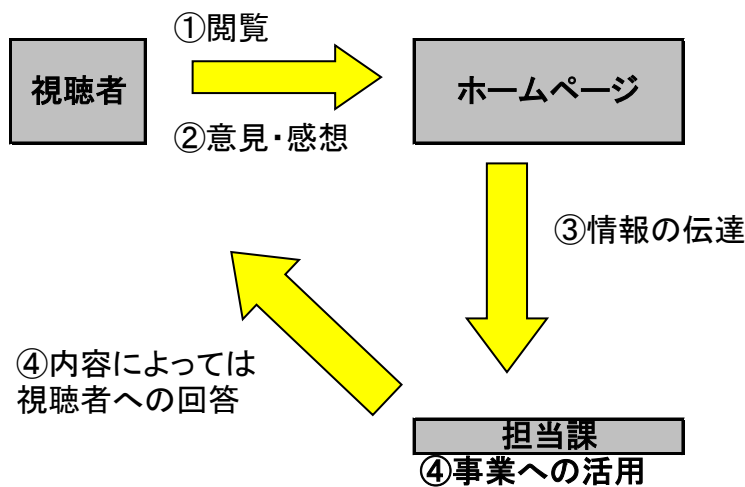 ①閲覧
視聴者
ホームページ
②意見・感想
③情報の伝達
④内容によっては
視聴者への回答
担当課
④事業への活用